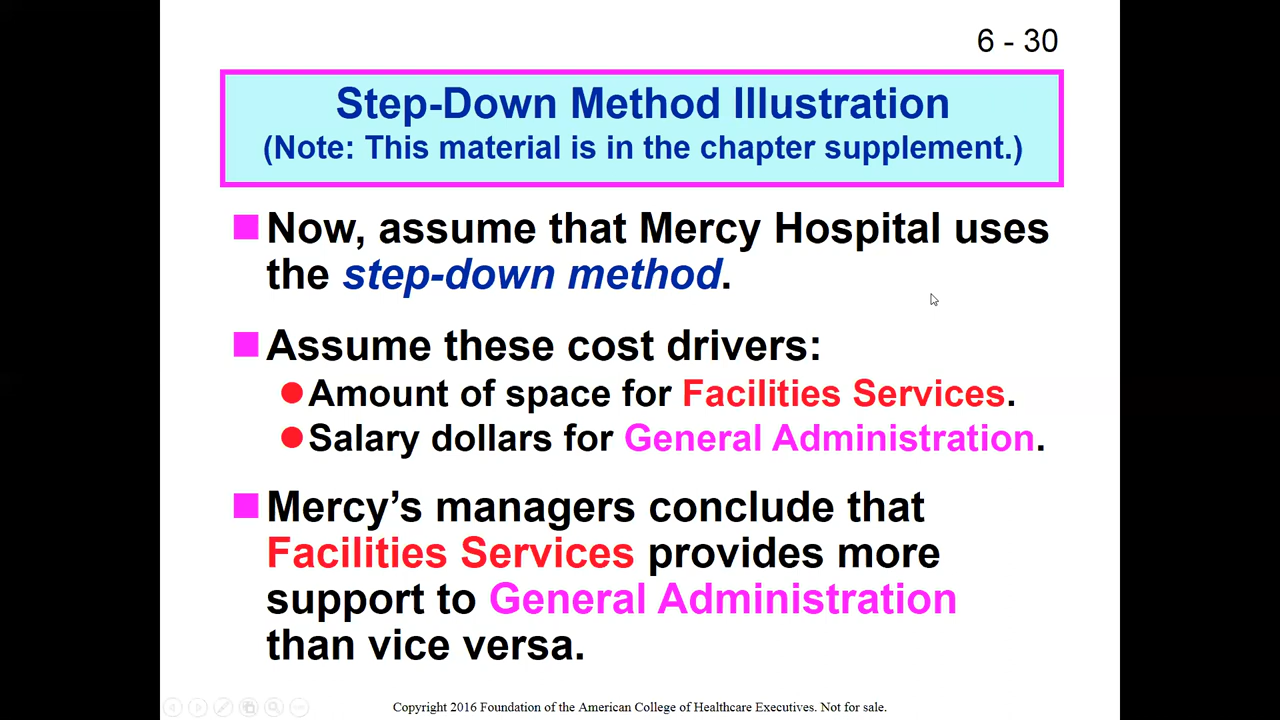 6 - 30
Step-Down Method Illustration
(Note: This material is in the chapter supplement.)
Now, assume that Mercy Hospital uses
the step-down method.
Assume these cost drivers:
Amount of space for Facilities Services.
Salary dollars for General Administration.
Mercy’s managers conclude that
Facilities Services provides more
support to General Administration
than vice versa.
Copyright 2016 Foundation of the American College of Healthcare Executives. Not for sale.